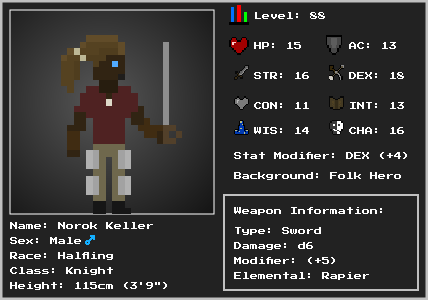 Level: 88
HP: 15
AC: 13
STR: 16
DEX: 18
CON: 11
INT: 13
WIS: 14
CHA: 16
Stat Modifier: DEX (+4)
Background: Folk Hero
Name: Norok Keller
Sex: Male♂
Race: Halfling
Class: Knight
Height: 115cm (3'9")
Weapon Information:
Type: Sword
Damage: d6
Modifier: (+5)
Elemental: Rapier